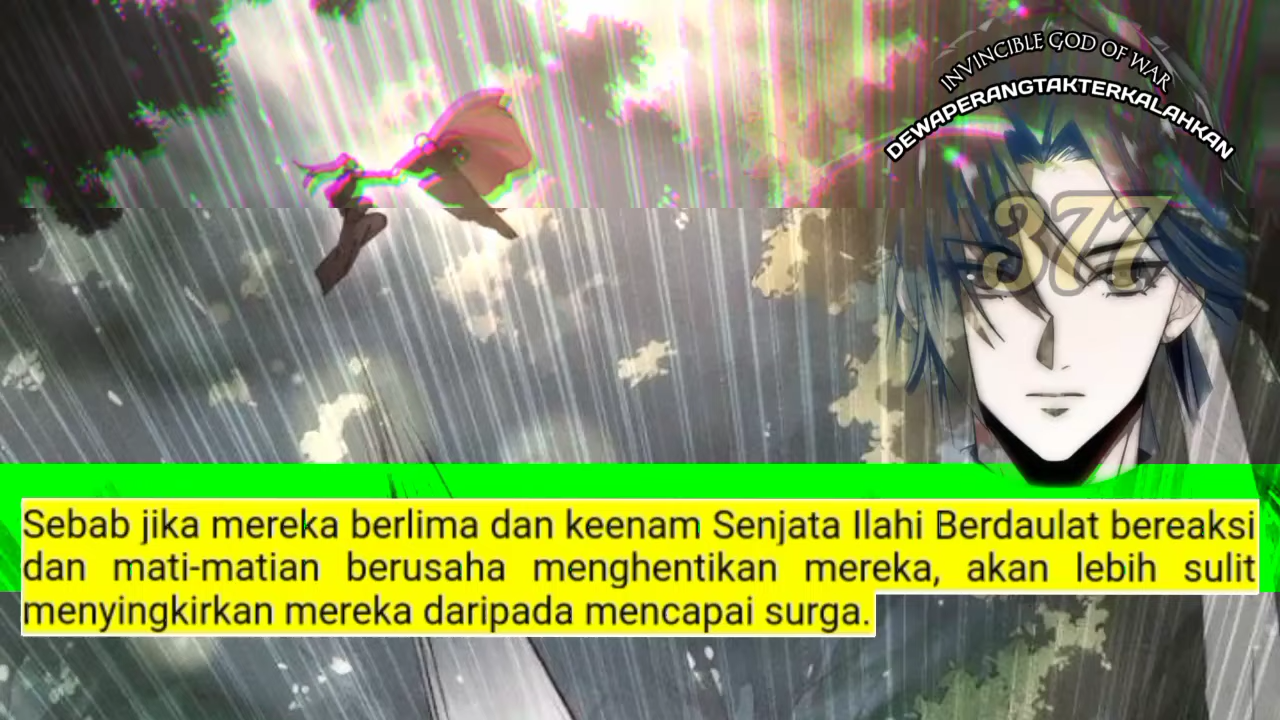 INVINCIBLE GOD OF WAR
DEWAPERANGTAKTERKALAHKAN
377
Sebab jika mereka berlima dan keenam Senjata Ilahi Berdaulat bereaksi
dan mati-matian berusaha menghentikan mereka, akan lebih sulit
menyingkirkan mereka daripada mencapai surga.